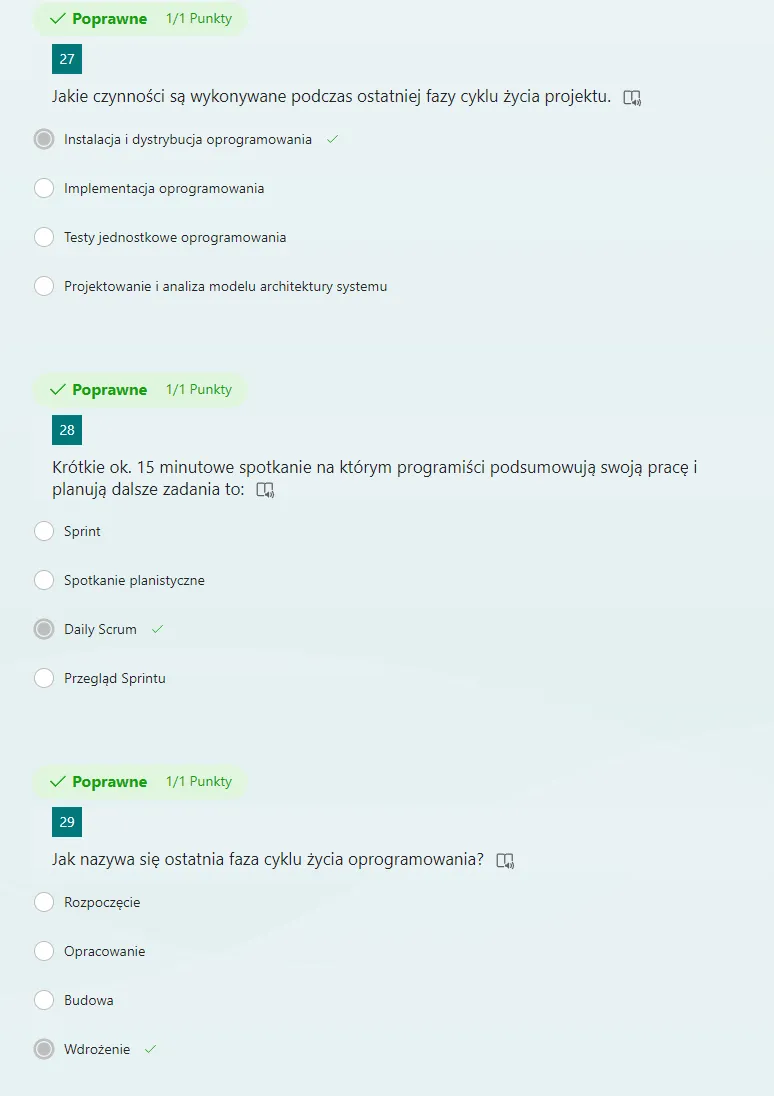 Poprawne 1/1 Punkty
27
Jakie czynności są wykonywane podczas ostatniej fazy cyklu życia projektu.
Instalacja i dystrybucja oprogramowania
Implementacja oprogramowania
Testy jednostkowe oprogramowania
Projektowanie i analiza modelu architektury systemu
Poprawne 1/1 Punkty
28
Krótkie ok. 15 minutowe spotkanie na którym programiści podsumowują swoją pracę i
planują dalsze zadania to:
Sprint
Spotkanie planistyczne
Daily Scrum
Przegląd Sprintu
Poprawne 1/1 Punkty
29
Jak nazywa się ostatnia faza cyklu życia oprogramowania?
Rozpoczęcie
Opracowanie
Budowa
Wdrożenie